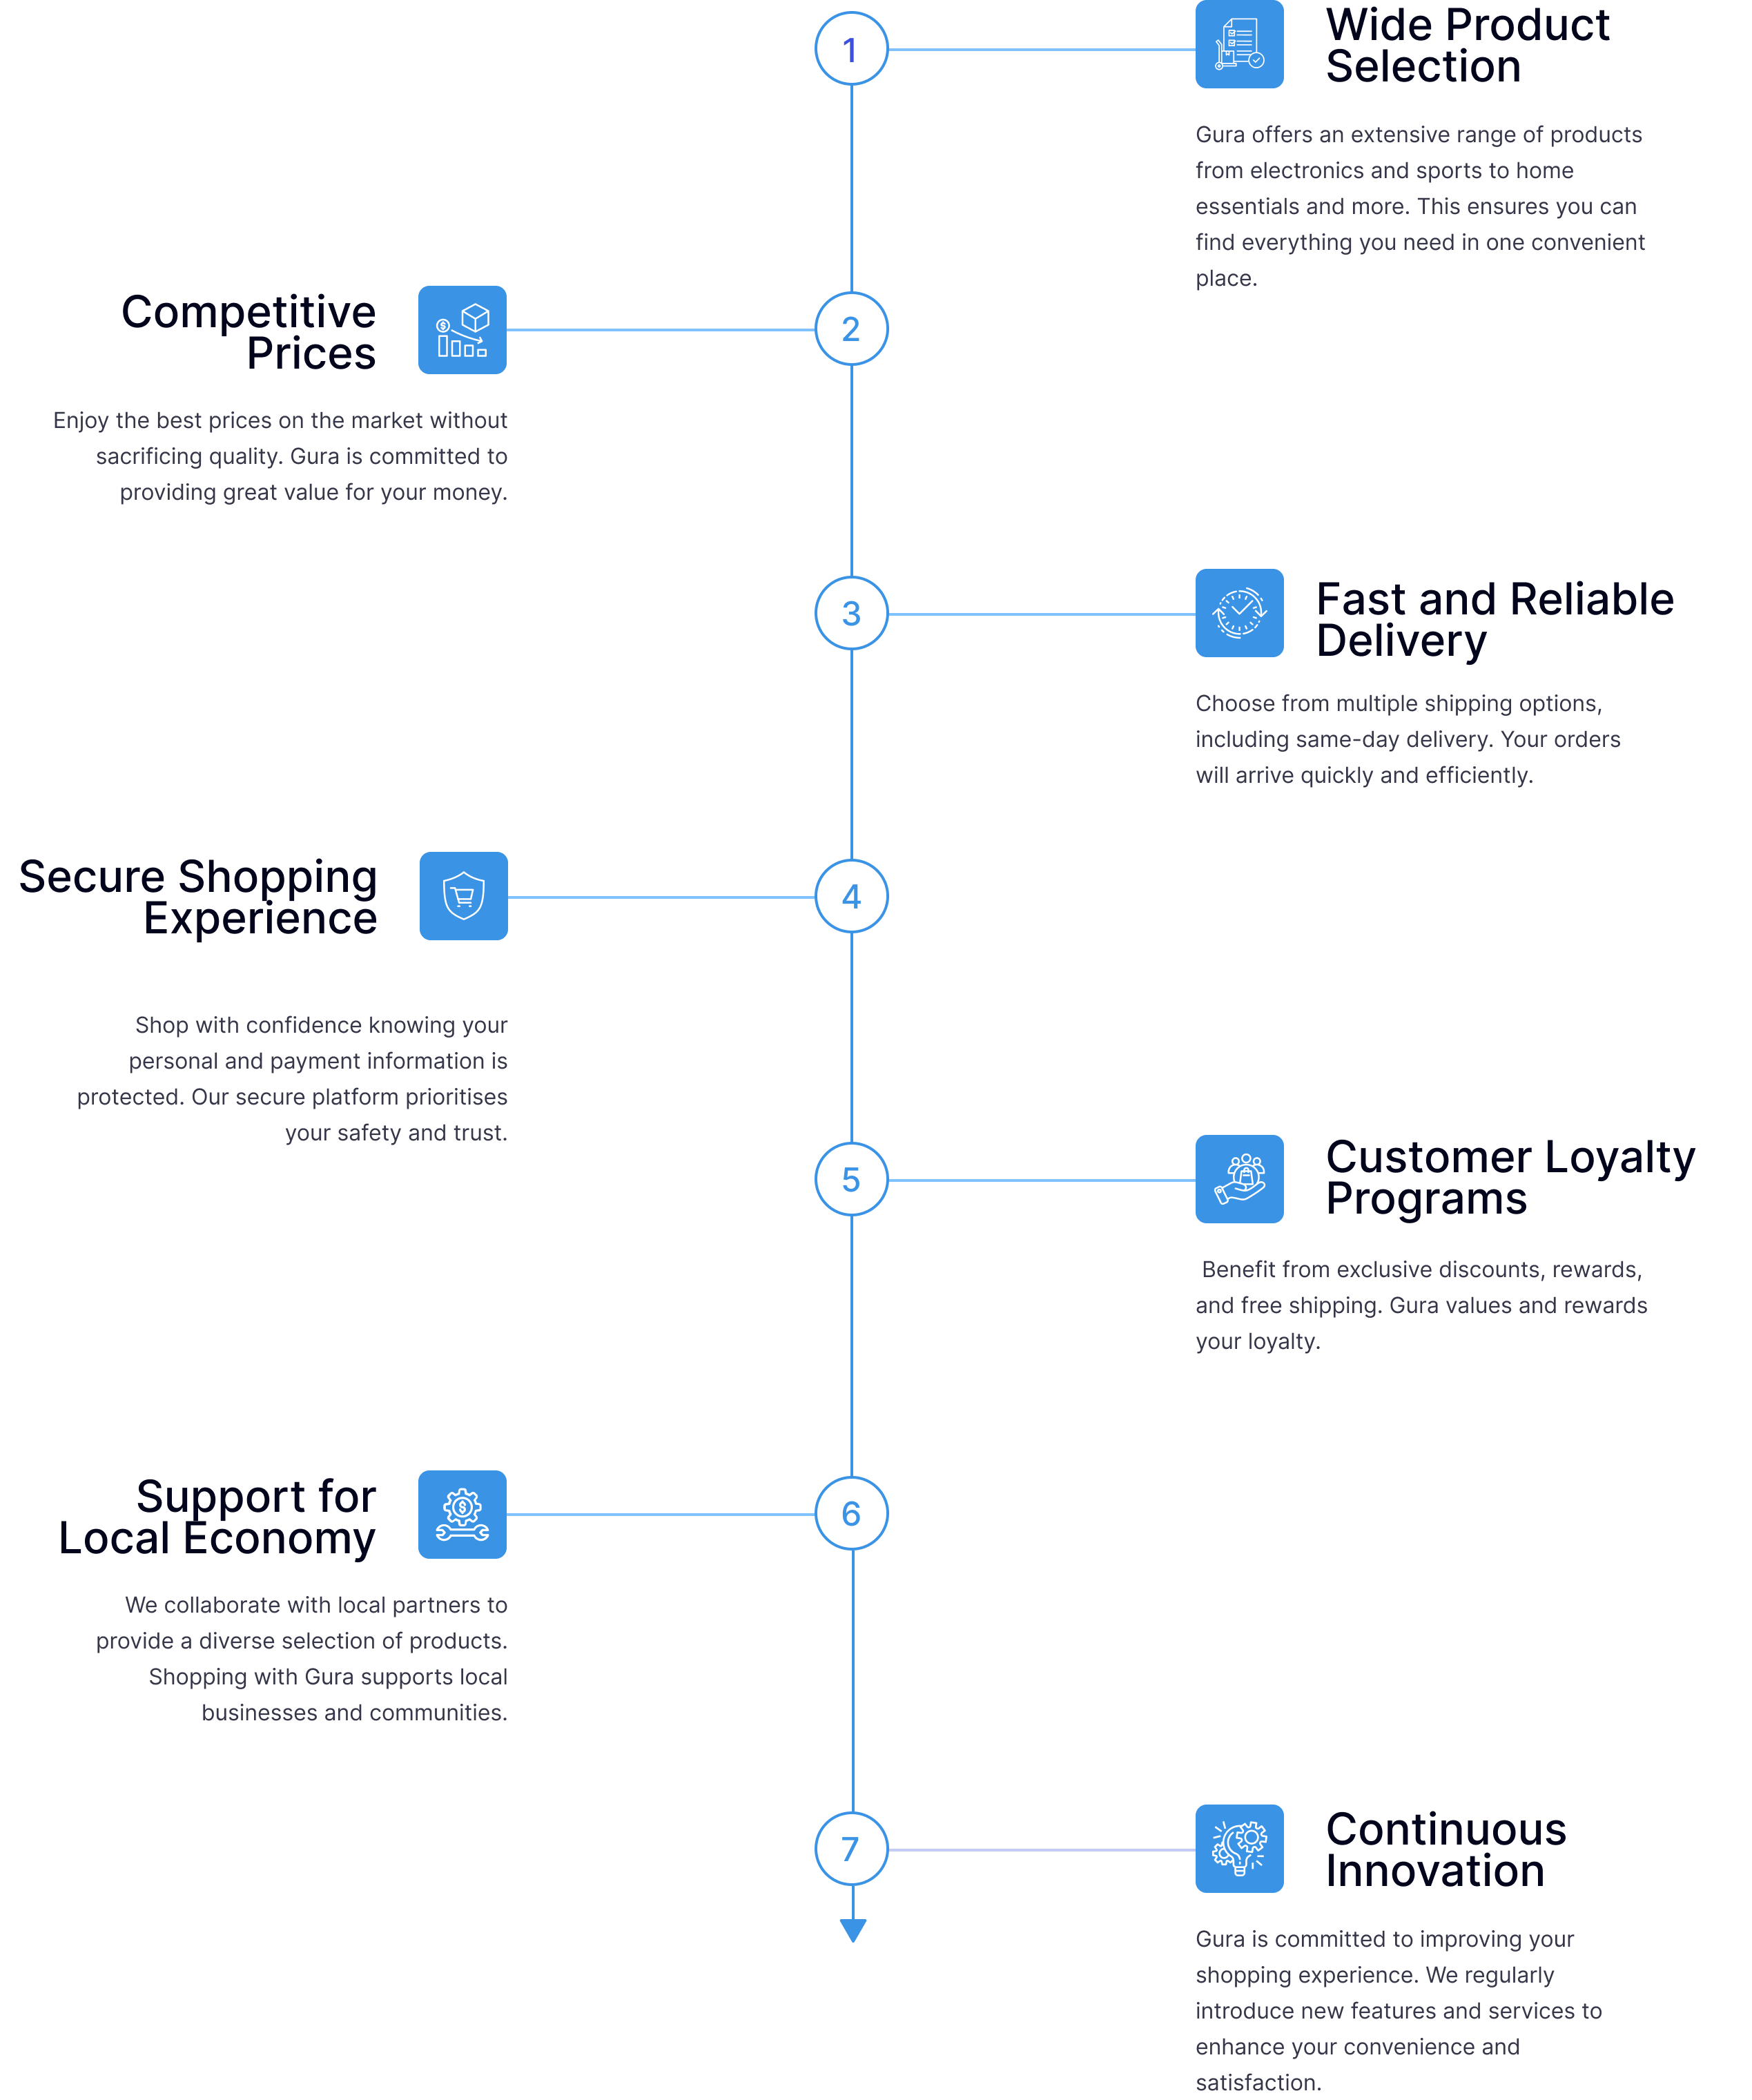 1
Wide Product
Selection
Gura offers an extensive range of products
from electronics and sports to home
essentials and more. This ensures you can
find everything you need in one convenient
place.
Competitive
Prices
2
Enjoy the best prices on the market without
sacrificing quality. Gura is committed to
providing great value for your money.
3
Fast and Reliable
Delivery
Choose from multiple shipping options,
including same-day delivery. Your orders
will arrive quickly and efficiently.
Secure Shopping
Experience
4
Shop with confidence knowing your
personal and payment information is
protected. Our secure platform prioritises
your safety and trust.
5
Customer Loyalty
Programs
Benefit from exclusive discounts, rewards,
and free shipping. Gura values and rewards
your loyalty.
Support for
Local Economy
6
We collaborate with local partners to
provide a diverse selection of products.
Shopping with Gura supports local
businesses and communities.
7
Continuous
Innovation
Gura is committed to improving your
shopping experience. We regularly
introduce new features and services to
enhance your convenience and
satisfaction.